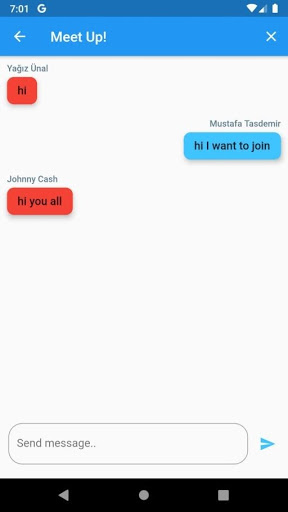 7:01 G
Meet Up!
Yağız Ünal
hi
Mustafa Tasdemir
hi I want to join
Johnny Cash
hi you all
Send message..